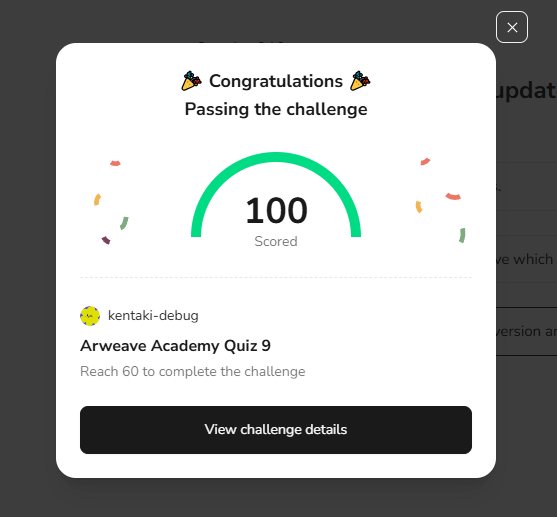 Congratulations
Passing the challenge
updat
100
Scored
s.
ve which
kentaki-debug
version an
Arweave Academy Quiz 9
Reach 60 to complete the challenge
View challenge details